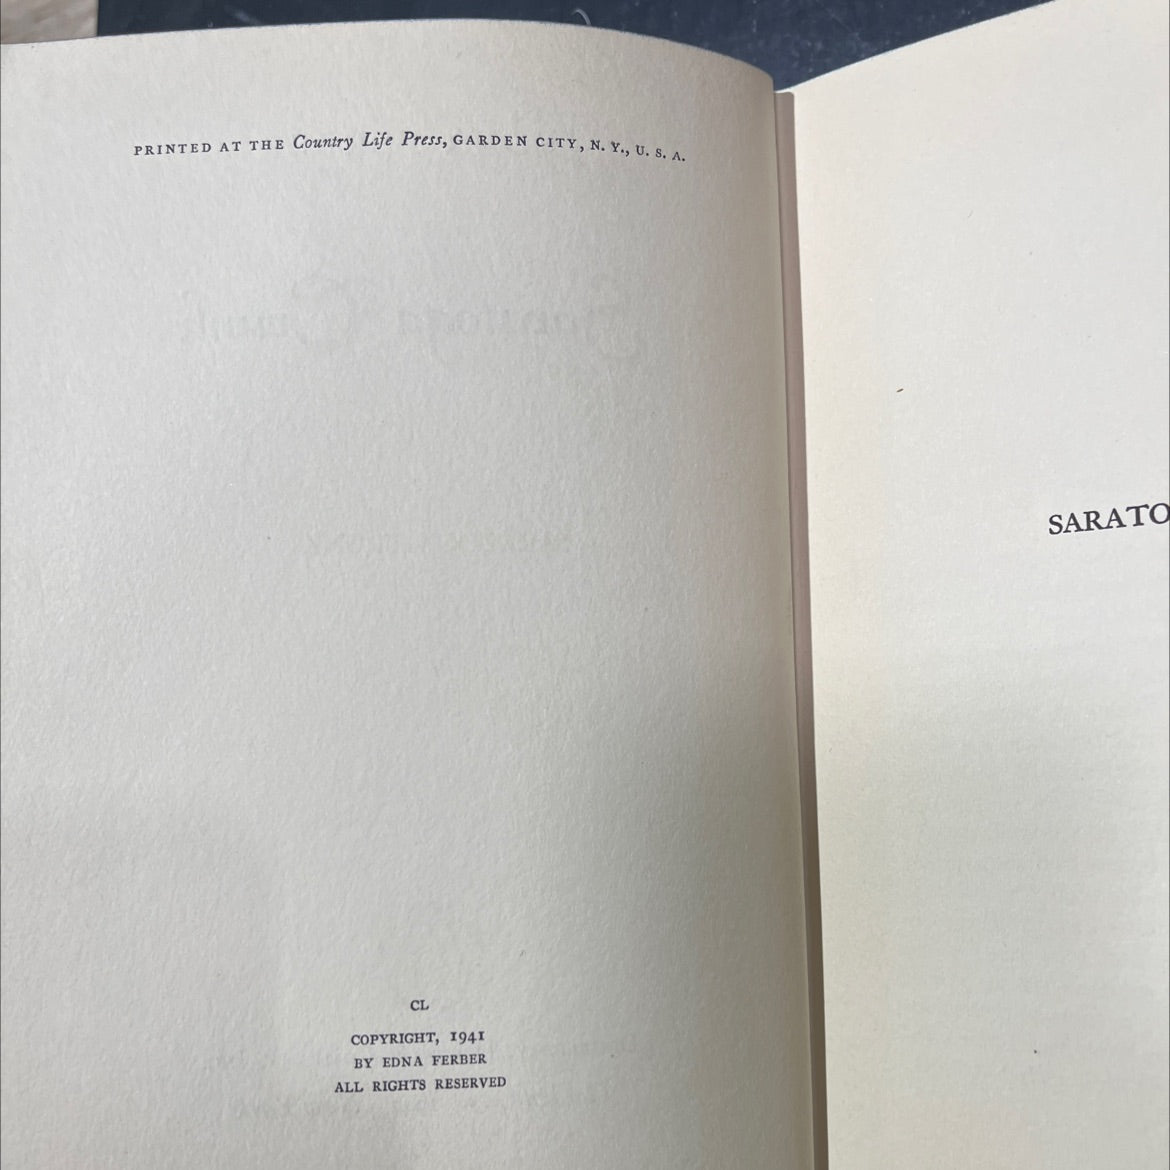 PRINTED AT THE Country Life Press, GARDEN CITY, N. Y., U. S. A.
CL
COPYRIGHT, 1941
BY EDNA FERBER
ALL RIGHTS RESERVED
SARATO